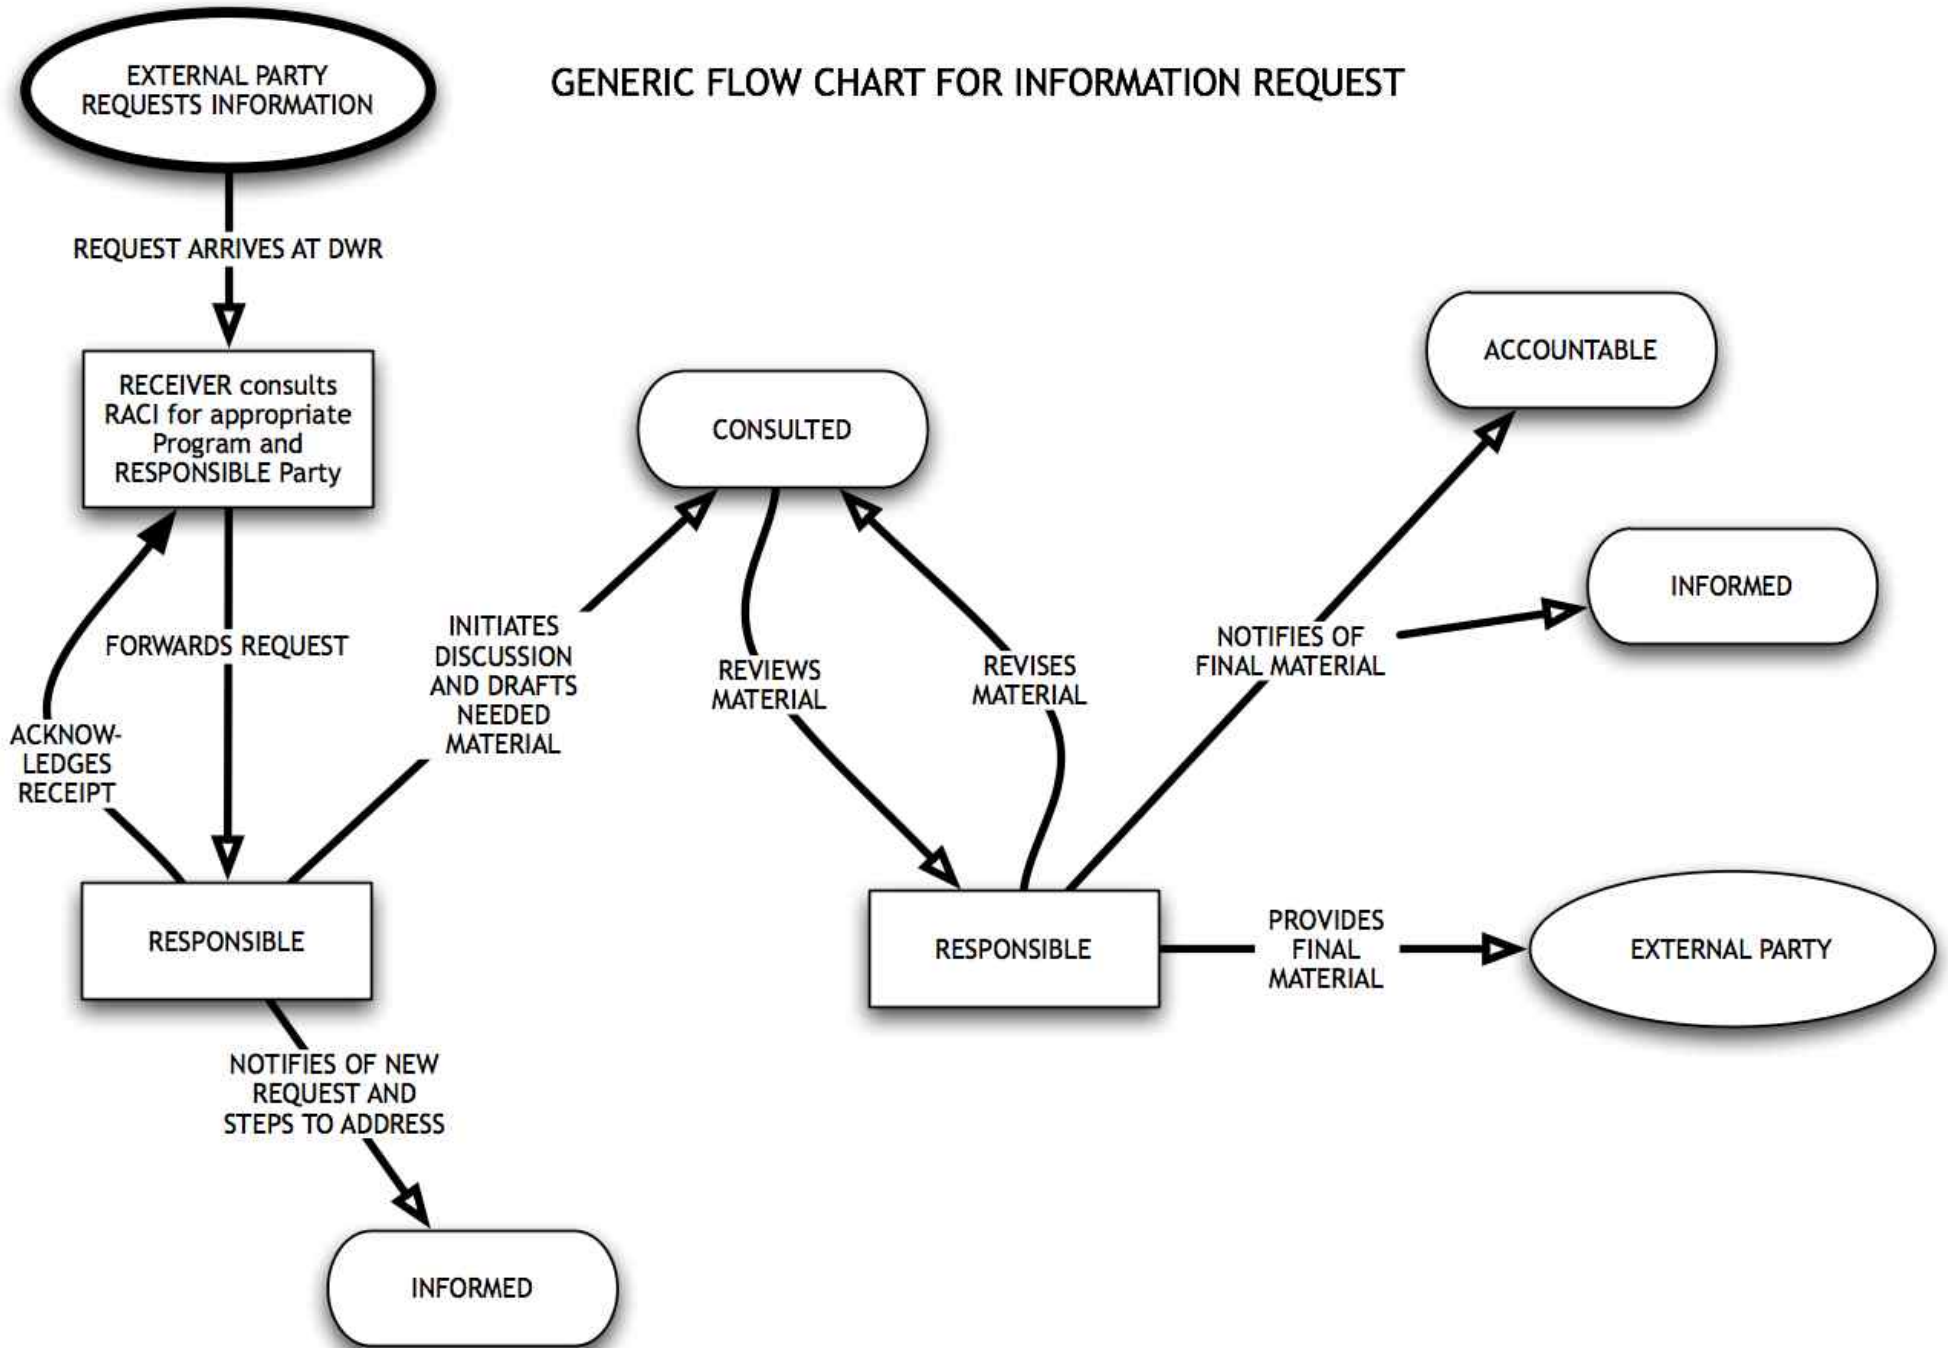 EXTERNAL PARTY
REQUESTS INFORMATION
GENERIC FLOW CHART FOR INFORMATION REQUEST
REQUEST ARRIVES AT DWR
RECEIVER consults
RACI for appropriate
Program and
RESPONSIBLE Party
FORWARDS REQUEST
ACKNOW-
LEDGES
RECEIPT
RESPONSIBLE
NOTIFIES OF NEW
REQUEST AND
STEPS TO ADDRESS
INFORMED
INITIATES
DISCUSSION
AND DRAFTS
NEEDED
MATERIAL
CONSULTED
REVIEWS
MATERIAL
REVISES
MATERIAL
RESPONSIBLE
NOTIFIES OF
FINAL MATERIAL
ACCOUNTABLE
INFORMED
PROVIDES
FINAL
MATERIAL
EXTERNAL PARTY